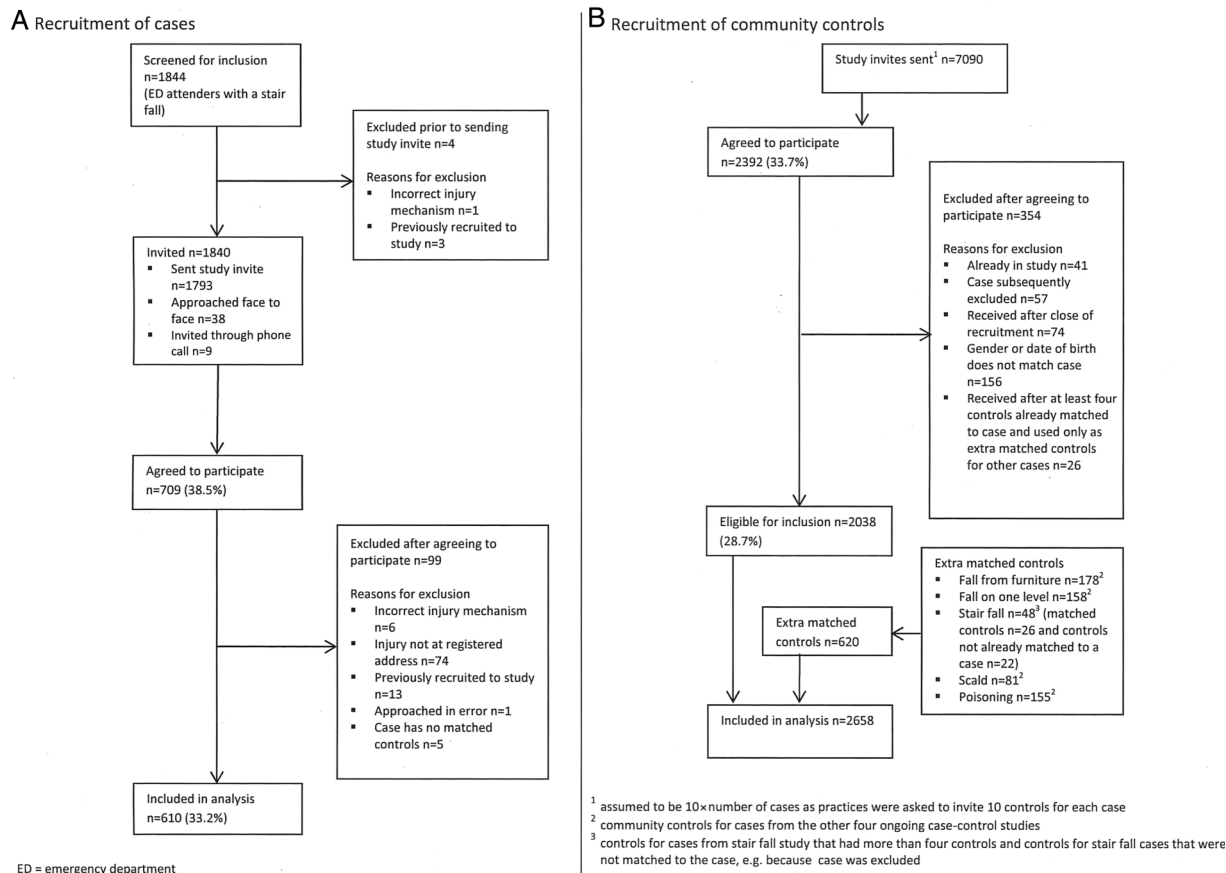 A Recruitment of cases
Screened for inclusion
n=1844
(ED attenders with a stair
fall)
Excluded prior to sending
study invite n=4
Reasons for exclusion
▪ Incorrect injury
mechanism n=1
▪ Previously recruited to
study n=3
Invited n=1840
▪ Sent study invite
n=1793
▪ Approached face to
face n=38
▪ Invited through phone
call n=9
Agreed to participate
n=709 (38.5%)
Excluded after agreeing to
participate n=99
Reasons for exclusion
▪ Incorrect injury mechanism
n=6
▪ Injury not at registered
address n=74
▪ Previously recruited to study
n=13
▪ Approached in error n=1
▪ Case has no matched
controls n=5
Included in analysis
n=610 (33.2%)
ED = emergency department
B Recruitment of community controls
Study invites sent¹ n=7090
Agreed to participate
n=2392 (33.7%)
Excluded after agreeing to
participate n=354
Reasons for exclusion
▪ Already in study n=41
▪ Case subsequently
excluded n=57
▪ Received after close of
recruitment n=74
▪ Gender or date of birth
does not match case
n=156
▪ Received after at least four
controls already matched
to case and used only as
extra matched controls
for other cases n=26
Eligible for inclusion n=2038
(28.7%)
Extra matched controls
▪ Fall from furniture n=178²
▪ Fall on one level n=158²
▪ Stair fall n=48³ (matched
controls n=26 and controls
not already matched to a
case n=22)
▪ Scald n=81²
▪ Poisoning n=155²
Extra matched
controls n=620
Included in analysis n=2658
¹ assumed to be 10×number of cases as practices were asked to invite 10 controls for each case
² community controls for cases from the other four ongoing case-control studies
³ controls for cases from stair fall study that had more than four controls and controls for stair fall cases that were
not matched to the case, e.g. because case was excluded